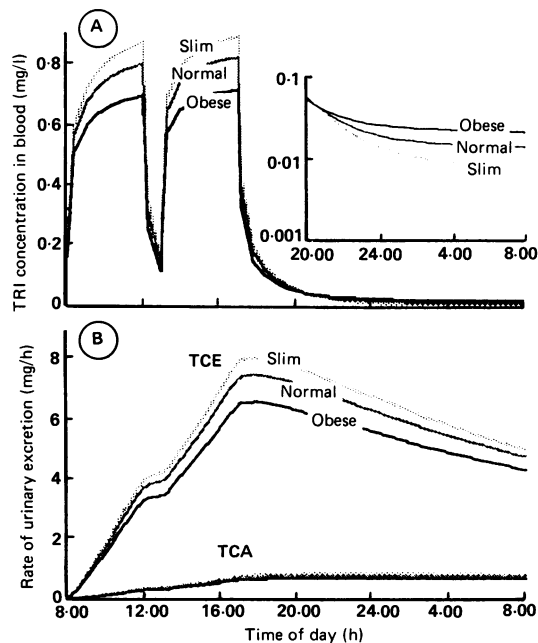 A
TRI concentration in blood (mg/l)
0·8
0·6
0·4
0·2
0
Slim
Normal
Obese
0·1
0·01
0·001
20·00
24·00
4·00
8·00
Obese
Normal
Slim
B
Rate of urinary excretion (mg/h)
8
6
4
2
0
TCE
Slim
Normal
Obese
TCA
8·00
12·00
16·00
20·00
24·00
4·00
8·00
Time of day (h)